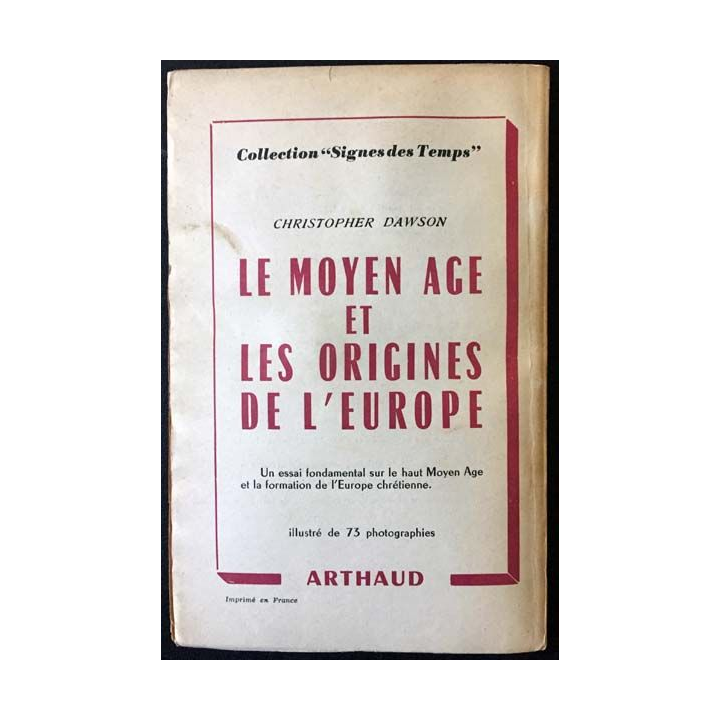 Collection "Signes des Temps"
CHRISTOPHER DAWSON
LE MOYEN AGE
ET
LES ORIGINES
DE L'EUROPE
Un essai fondamental sur le haut Moyen Age
et la formation de l'Europe chrétienne.
illustré de 73 photographies
ARTHAUD
Imprimé en France